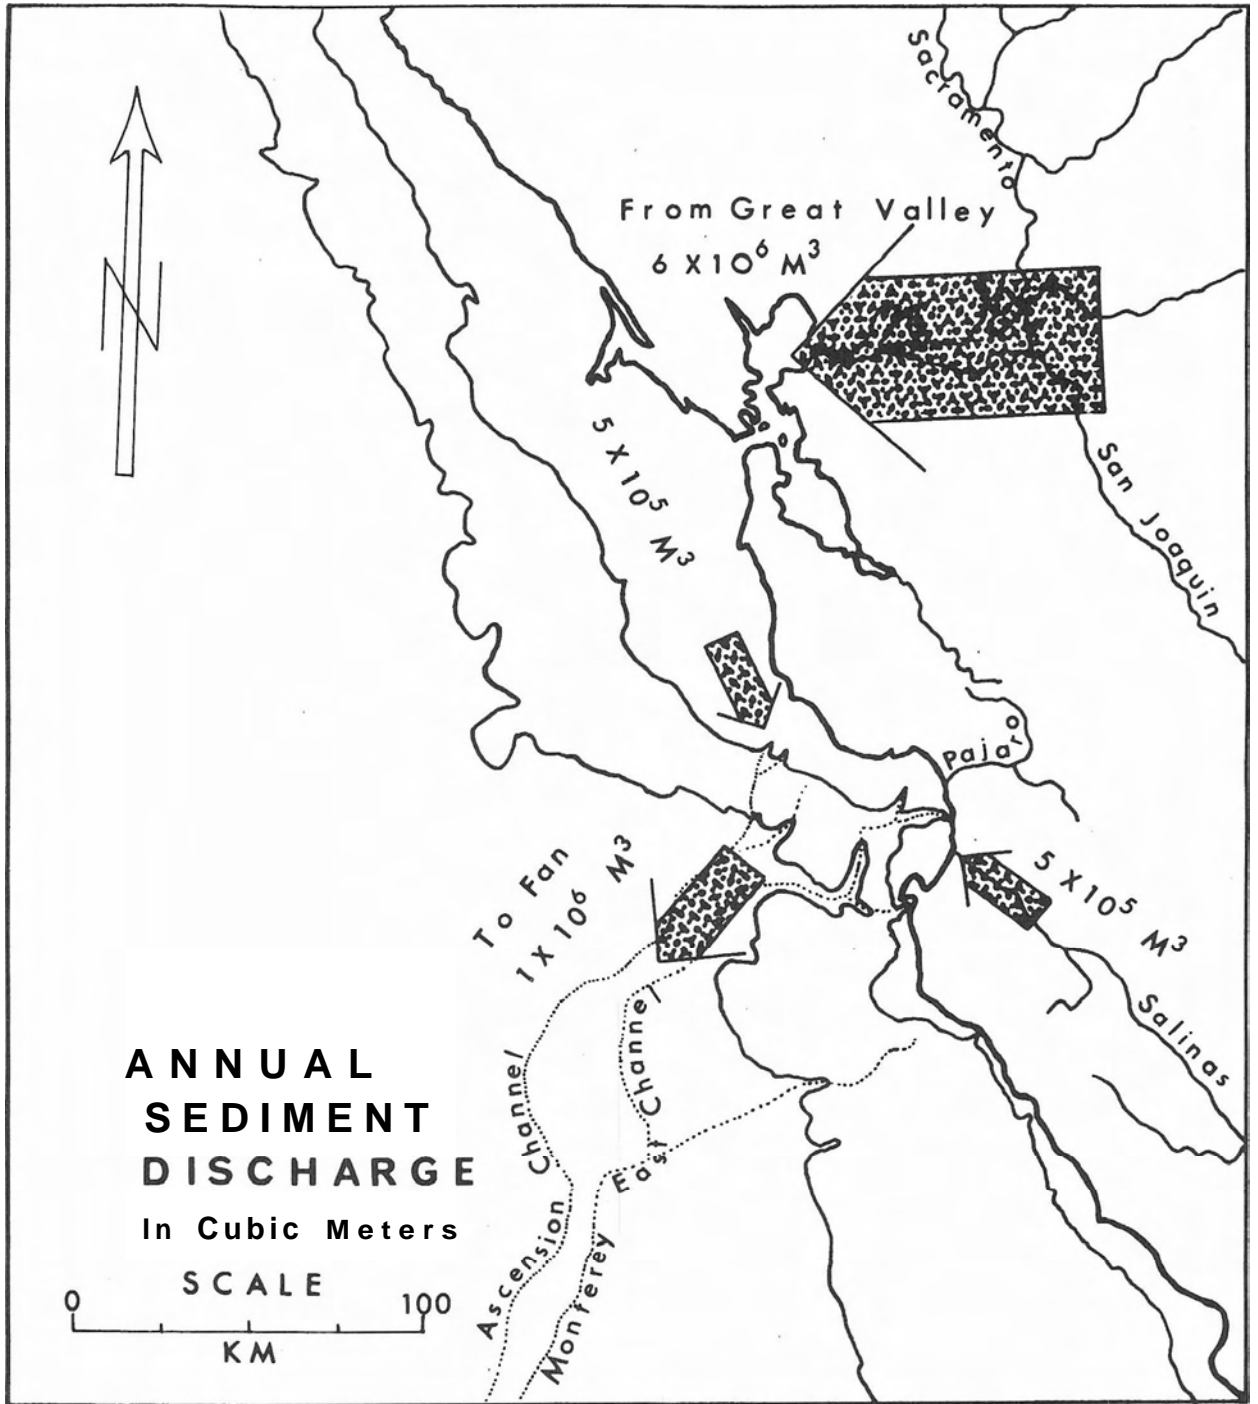 Sacramento
From Great Valley
6 X 10⁶ M³
N
5 X 10⁵ M³
San Joaquin
Pajaro
To Fan
1 X 10⁶ M³
5 X 10⁵ M³
Salinas
Ascension Channel
Monterey East Channel
ANNUAL
SEDIMENT
DISCHARGE
In Cubic Meters
SCALE
0 100
KM